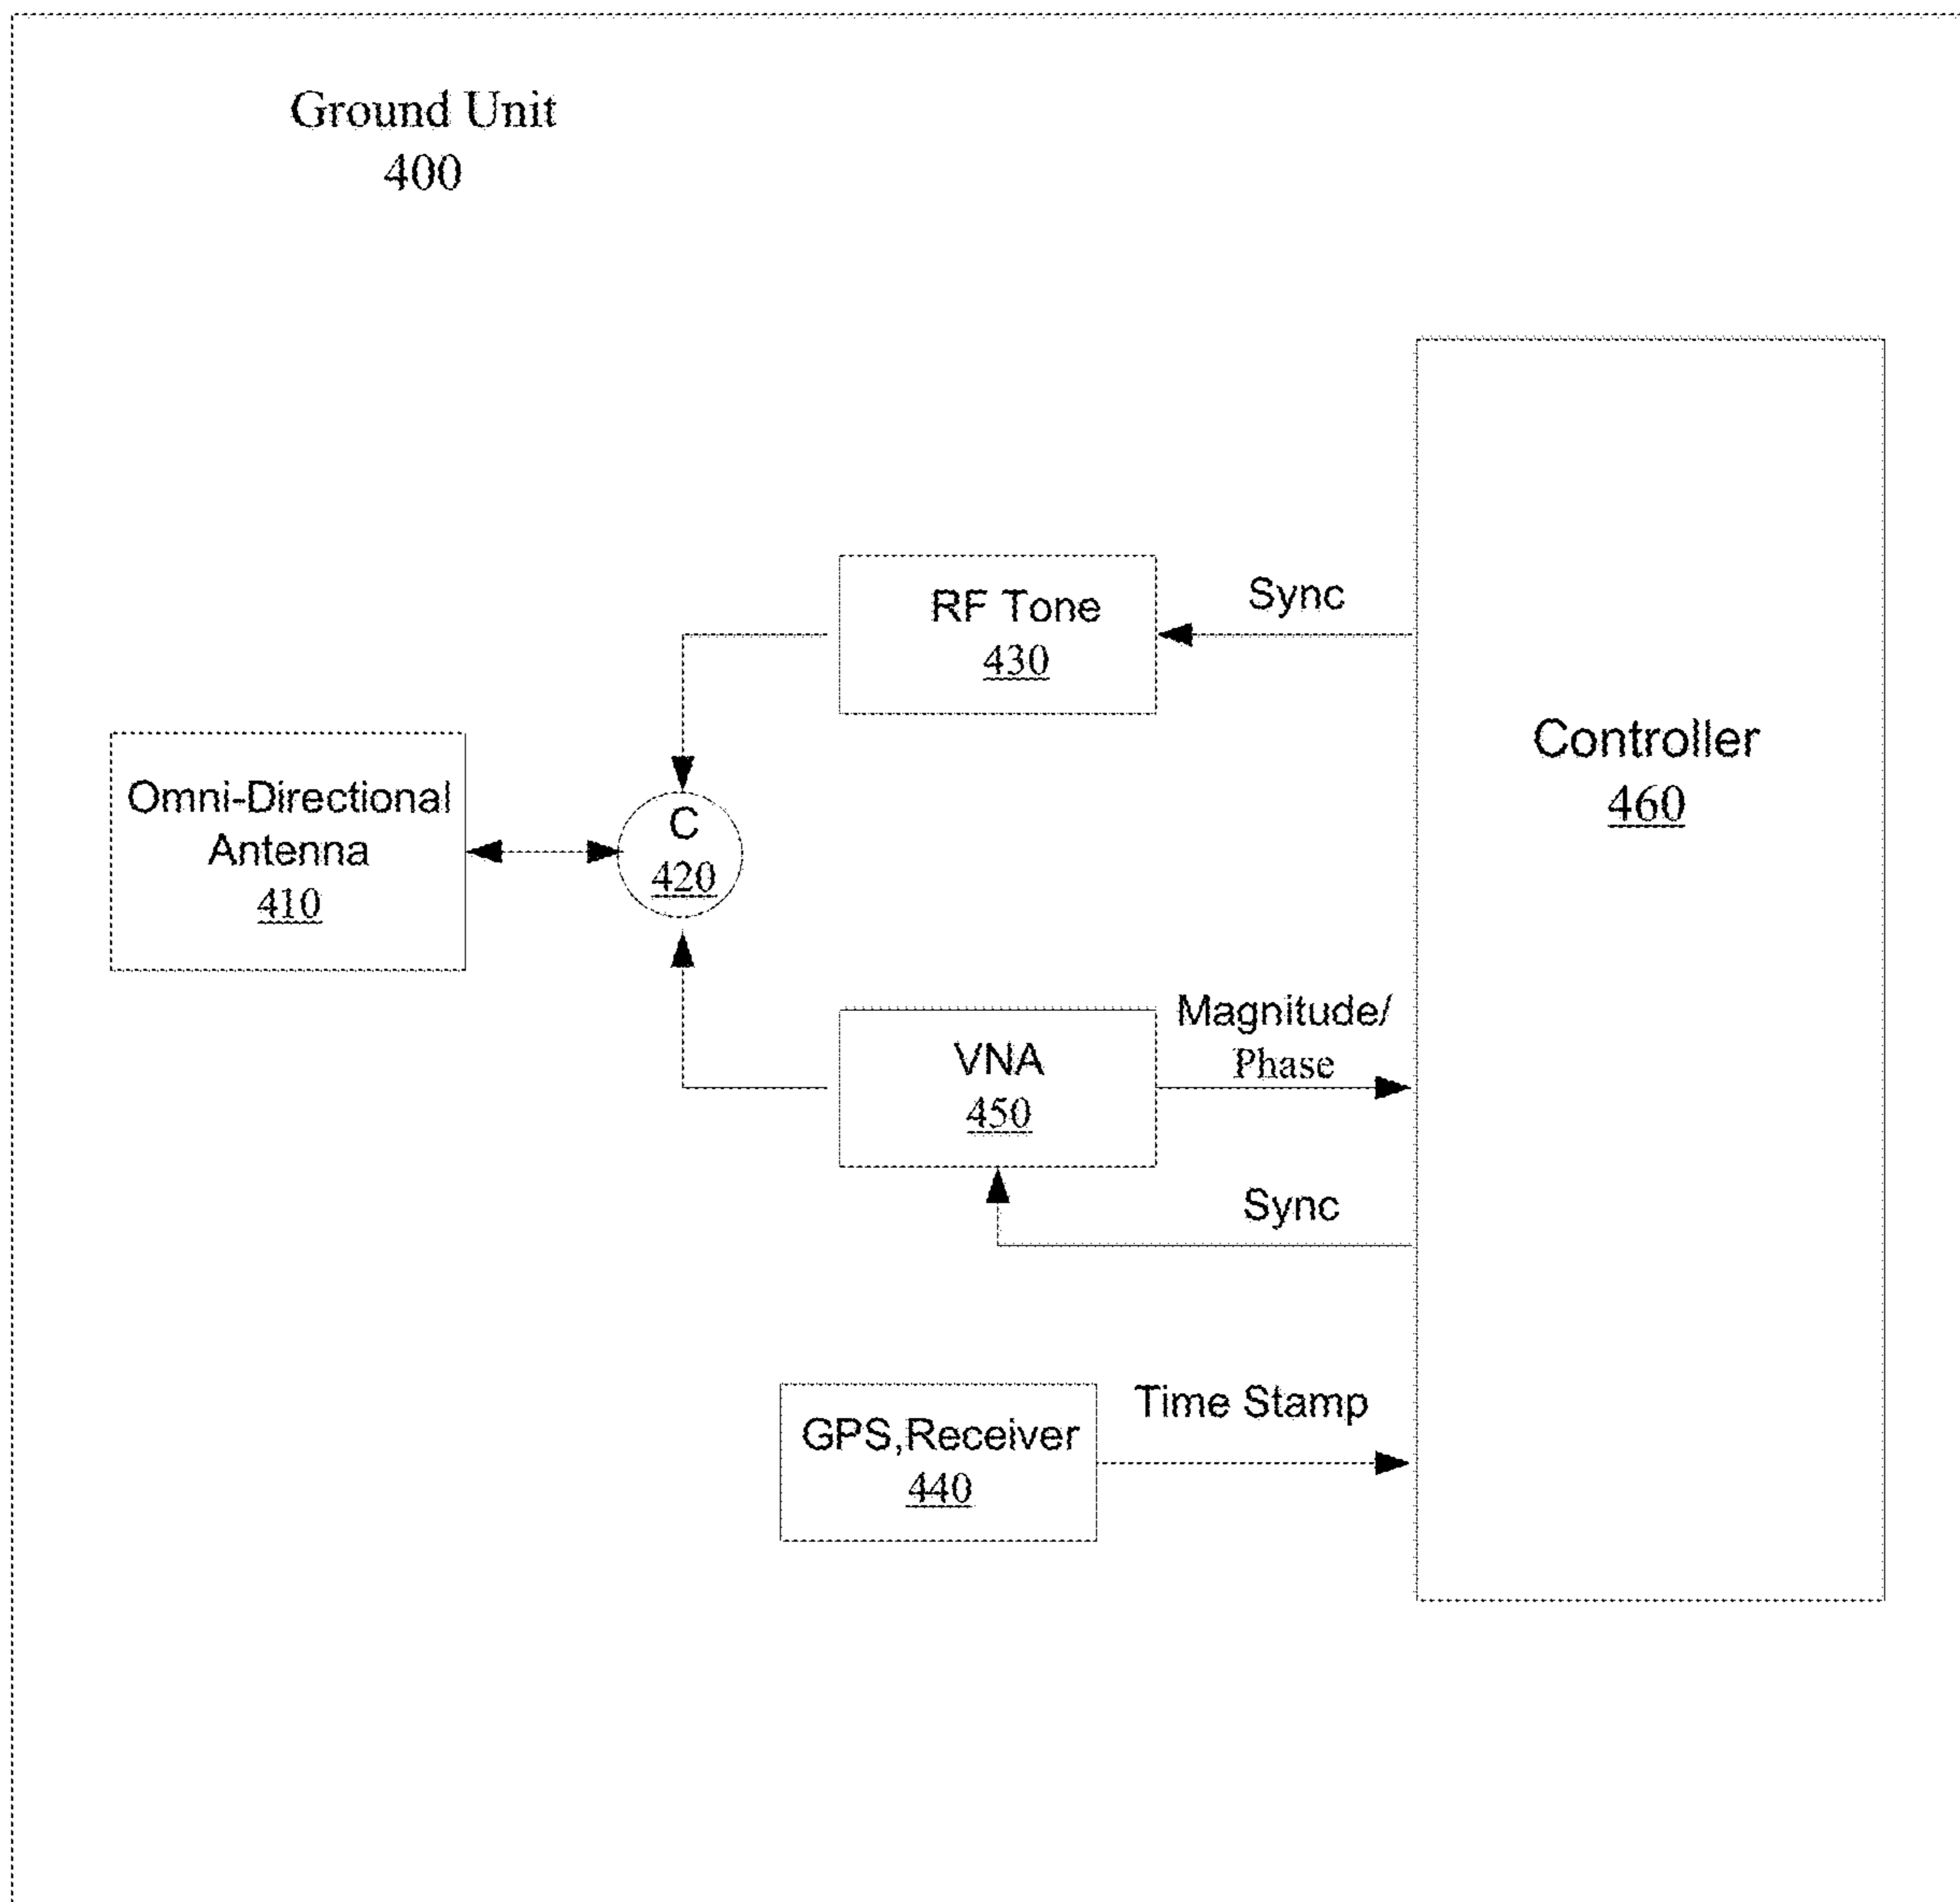 Ground Unit
400
RF Tone
430
Sync
Controller
460
Omni-Directional
Antenna
410
C
420
VNA
450
Magnitude/
Phase
Sync
GPS,Receiver
440
Time Stamp